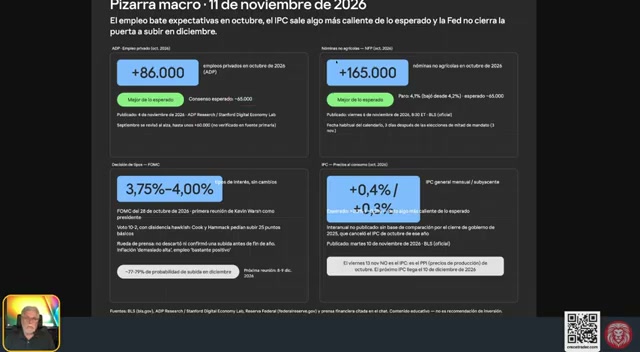 Pizarra macro · 11 de noviembre de 2026
El empleo bate expectativas en octubre, el IPC sale algo más caliente de lo esperado y la Fed no cierra la
puerta a subir en diciembre.
ADP · Empleo privado (oct. 2026)
+86.000
empleos privados en octubre de 2026
(ADP)
Mejor de lo esperado
Consenso esperado: ~65.000
Publicado: 4 de noviembre de 2026 · ADP Research / Stanford Digital Economy Lab
Septiembre se revisó al alza, hasta unos +60.000 (no verificado en fuente primaria)
Nóminas no agrícolas – NFP (oct. 2026)
+165.000
nóminas no agrícolas en octubre de
2026
Mejor de lo esperado
Paro: 4,1% (bajó desde 4,2%) · esperado ~65.000
Publicado: viernes 6 de noviembre de 2026, 8:30 ET · BLS (oficial)
Fecha habitual del calendario, 3 días después de las elecciones de mitad de mandato (3
nov.)
Decisión de tipos — FOMC
3,75%–4,00%
tipos de interés, sin cambios
FOMC del 28 de octubre de 2026 · primera reunión de Kevin Warsh como
presidente
Voto 10-2, con disidencia hawkish: Cook y Hammack pedían subir 25 puntos
básicos
Rueda de prensa: no descartó ni confirmó una subida antes de fin de año.
Inflación "demasiado alta", empleo "bastante positivo"
~77-79% de probabilidad de subida en diciembre
Próxima reunión: 8-9 dic.
2026
IPC — Precios al consumo (oct. 2026)
+0,4% /
+0,3%
IPC general mensual / subyacente
algo más caliente de lo esperado
Interanual no publicado sin base de comparación por el cierre de gobierno de
2025, que canceló el IPC de octubre de ese año
Publicado: martes 10 de noviembre de 2026 · BLS (oficial)
El viernes 13 nov NO es el IPC: es el PPI (precios de producción) de
octubre. El próximo IPC llega el 10 de diciembre de 2026
Fuentes: BLS (bls.gov), ADP Research / Stanford Digital Economy Lab, Reserva Federal (federalreserve.gov) y prensa financiera citada en el chat. Contenido educativo — no es recomendación de inversión.